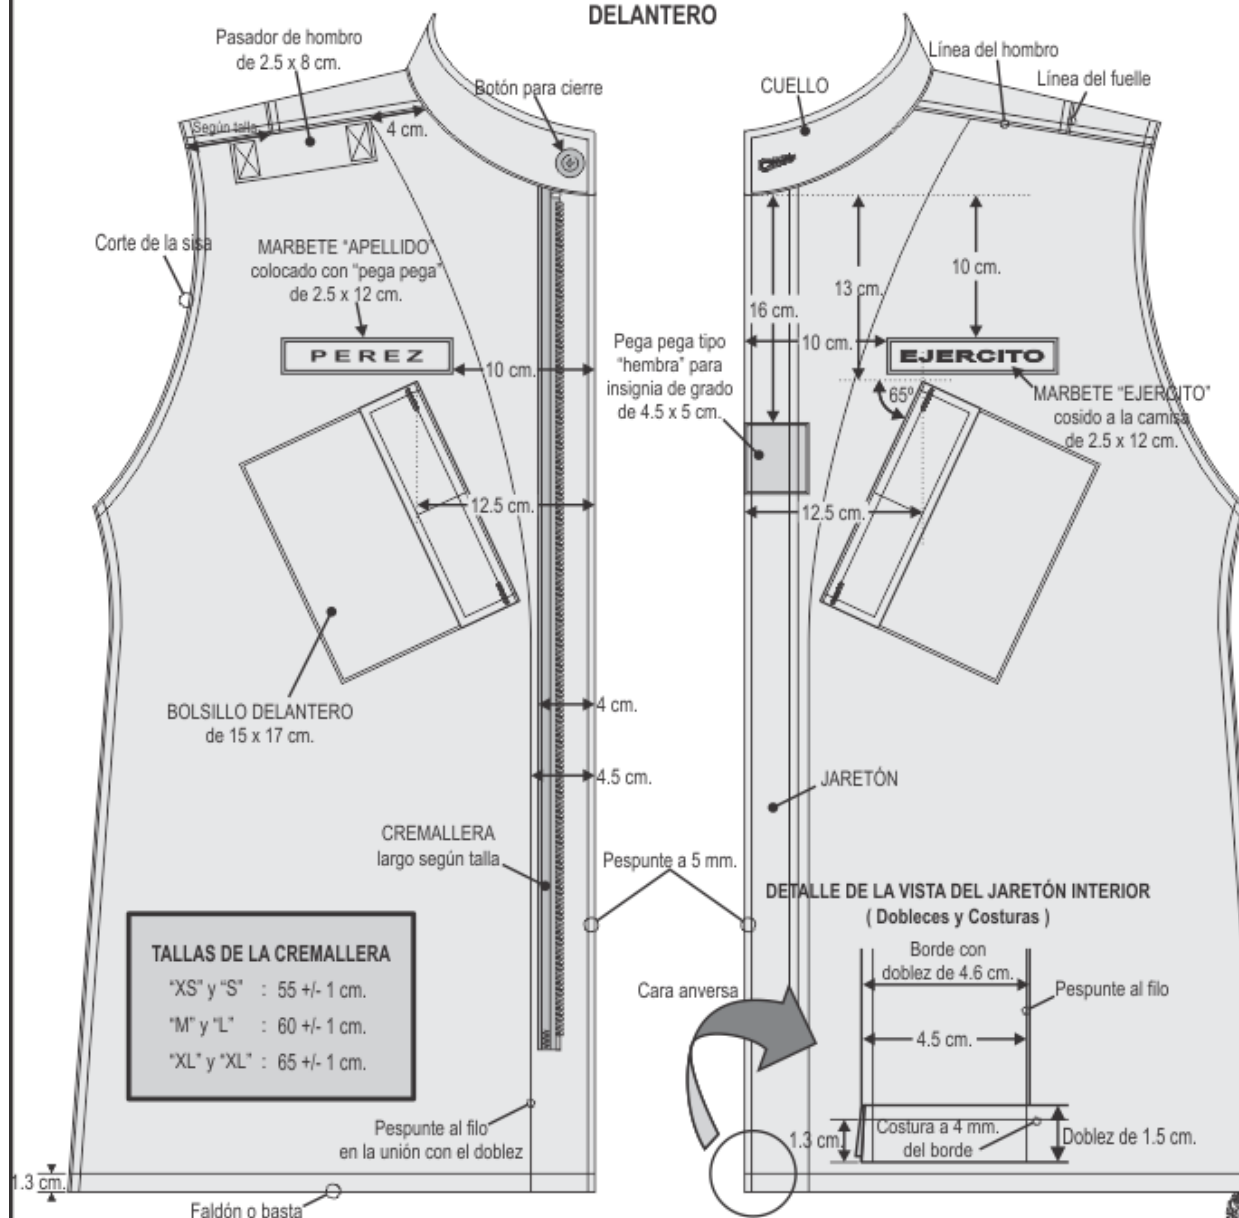 DELANTERO
Pasador de hombro
de 2.5 x 8 cm.
Botón para cierre
Según talla
4 cm.
Corte de la sisa
MARBETE “APELLIDO”
colocado con “pega pega”
de 2.5 x 12 cm.
PEREZ
10 cm.
12.5 cm.
BOLSILLO DELANTERO
de 15 x 17 cm.
4 cm.
4.5 cm.
CREMALLERA
largo según talla
Pespunte a 5 mm.
TALLAS DE LA CREMALLERA
“XS” y “S” : 55 +/- 1 cm.
“M” y “L” : 60 +/- 1 cm.
“XL” y “XL” : 65 +/- 1 cm.
Pespunte al filo
en la unión con el doblez
1.3 cm.
Faldón o basta
CUELLO
Línea del hombro
Línea del fuelle
10 cm.
13 cm.
16 cm.
10 cm.
EJERCITO
Pega pega tipo
“hembra” para
insignia de grado
de 4.5 x 5 cm.
65º
MARBETE “EJERCITO”
cosido a la camisa
de 2.5 x 12 cm.
12.5 cm.
JARETÓN
DETALLE DE LA VISTA DEL JARETÓN INTERIOR
( Dobleces y Costuras )
Borde con
doblez de 4.6 cm.
Cara anversa
Pespunte al filo
4.5 cm.
1.3 cm.
Costura a 4 mm.
del borde
Doblez de 1.5 cm.